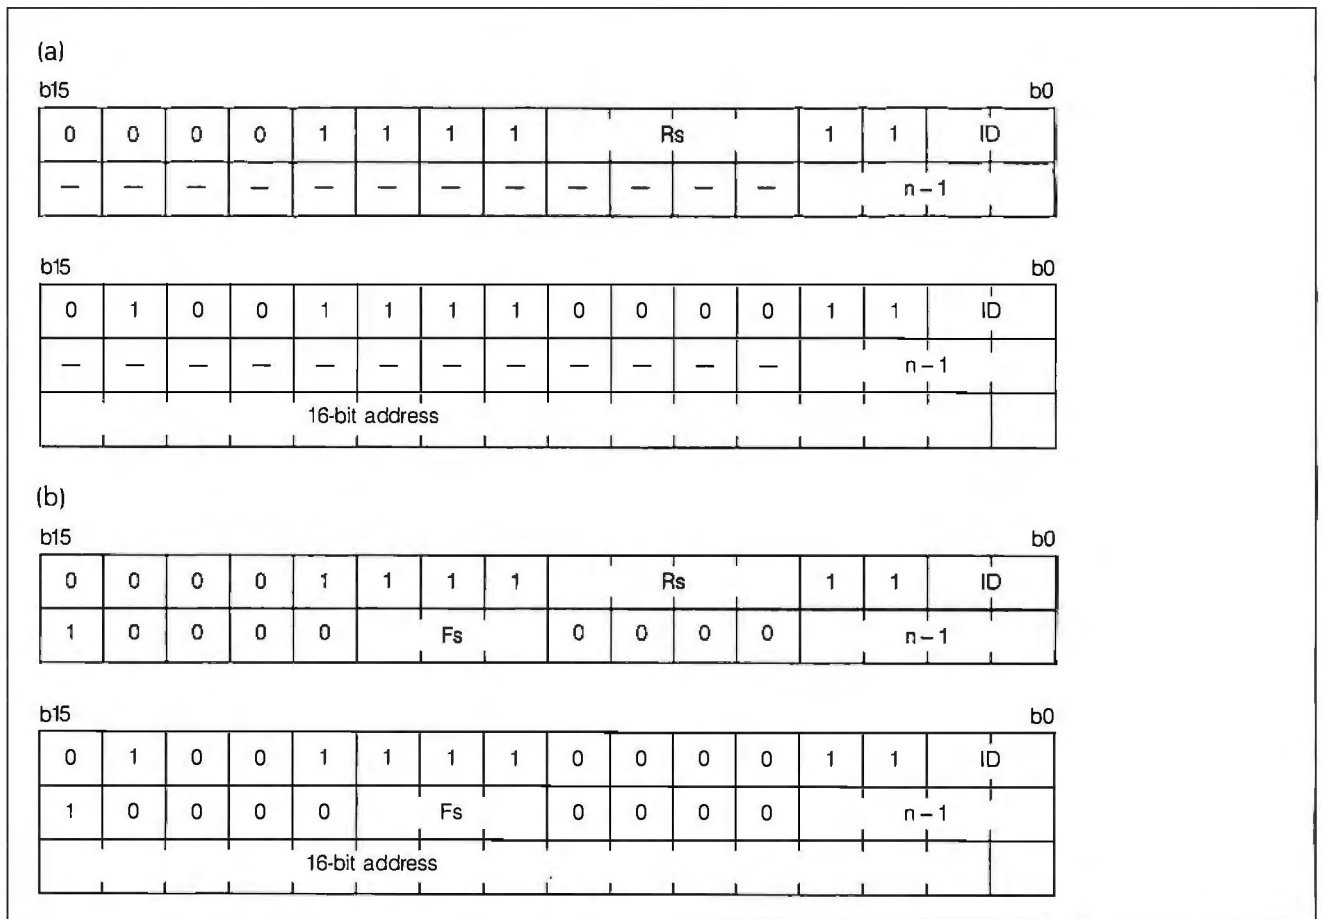 (a)
b15 b0
0 0 0 0 1 1 1 1 Rs 1 1 ID
— — — — — — — — — — — — n – 1
b15 b0
0 1 0 0 1 1 1 1 0 0 0 0 1 1 ID
— — — — — — — — — — — — n – 1
16-bit address
(b)
b15 b0
0 0 0 0 1 1 1 1 Rs 1 1 ID
1 0 0 0 0 Fs 0 0 0 0 n – 1
b15 b0
0 1 0 0 1 1 1 1 0 0 0 0 1 1 ID
1 0 0 0 0 Fs 0 0 0 0 n – 1
16-bit address